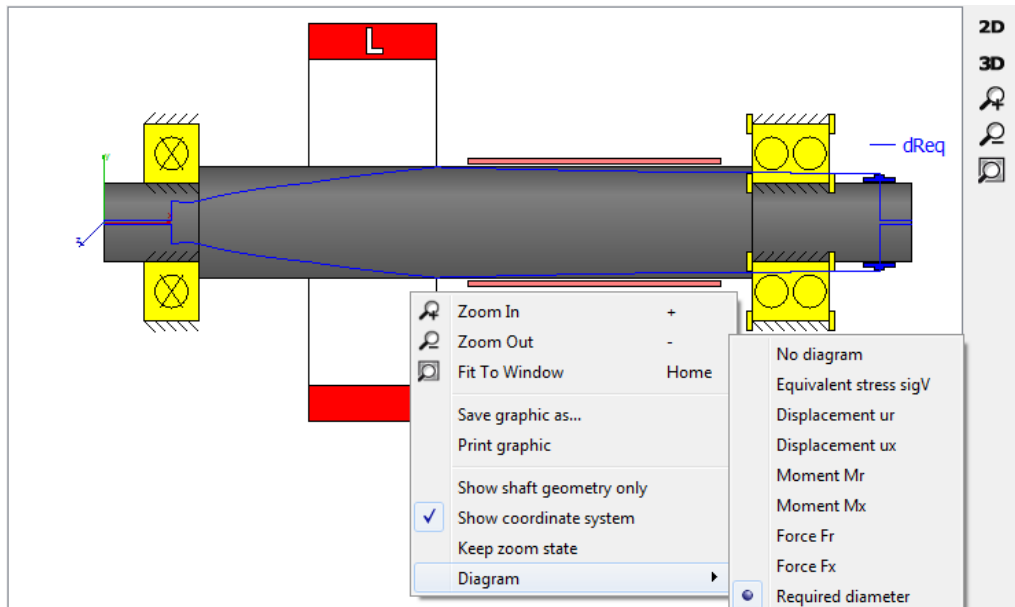 L
2D
3D
dReq
y
x
z
Zoom In +
Zoom Out -
Fit To Window Home
Save graphic as...
Print graphic
Show shaft geometry only
Show coordinate system
Keep zoom state
Diagram
No diagram
Equivalent stress sigV
Displacement ur
Displacement ux
Moment Mr
Moment Mx
Force Fr
Force Fx
Required diameter